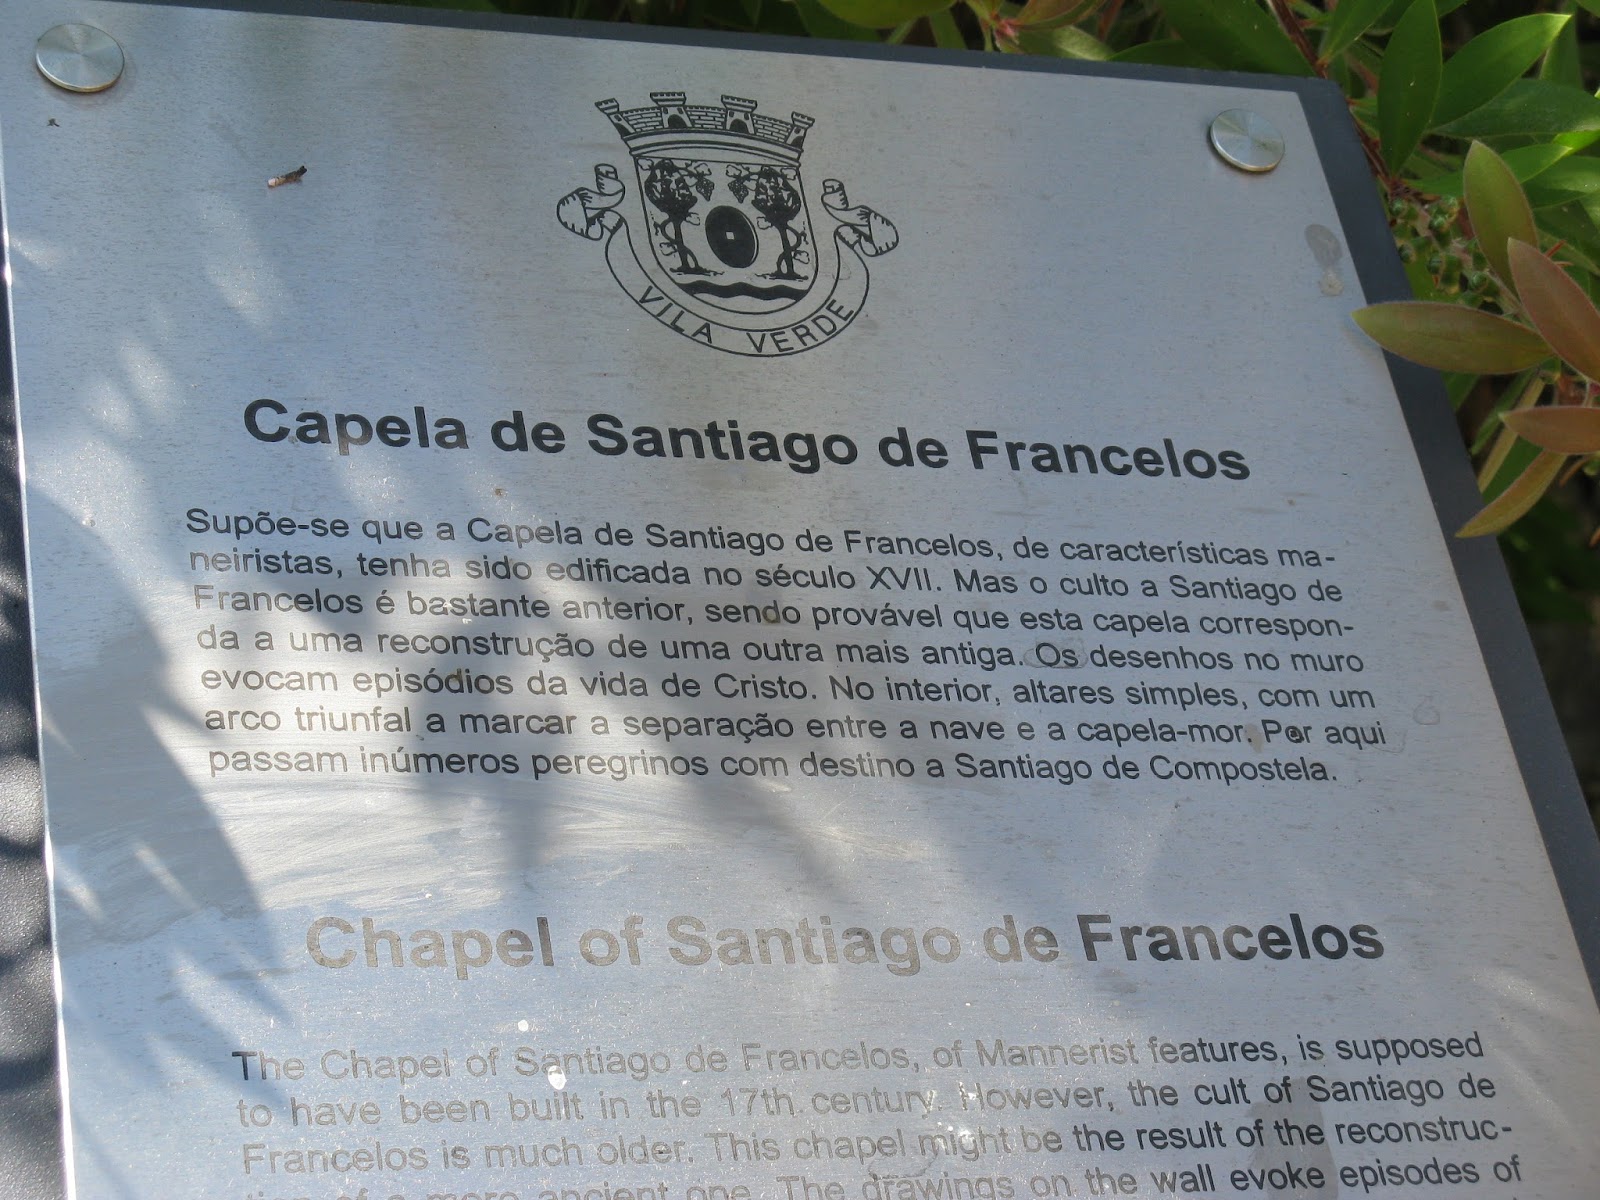 VILA VERDE
Capela de Santiago de Francelos
Supõe-se que a Capela de Santiago de Francelos, de características ma-
neiristas, tenha sido edificada no século XVII. Mas o culto a Santiago de
Francelos é bastante anterior, sendo provável que esta capela correspon-
da a uma reconstrução de uma outra mais antiga. Os desenhos no muro
evocam episódios da vida de Cristo. No interior, altares simples, com um
arco triunfal a marcar a separação entre a nave e a capela-mor. Por aqui
passam inúmeros peregrinos com destino a Santiago de Compostela.
Chapel of Santiago de Francelos
The Chapel of Santiago de Francelos, of Mannerist features, is supposed
to have been built in the 17th century. However, the cult of Santiago de
Francelos is much older. This chapel might be the result of the reconstruc-
tion of a more ancient one. The drawings on the wall evoke episodes of